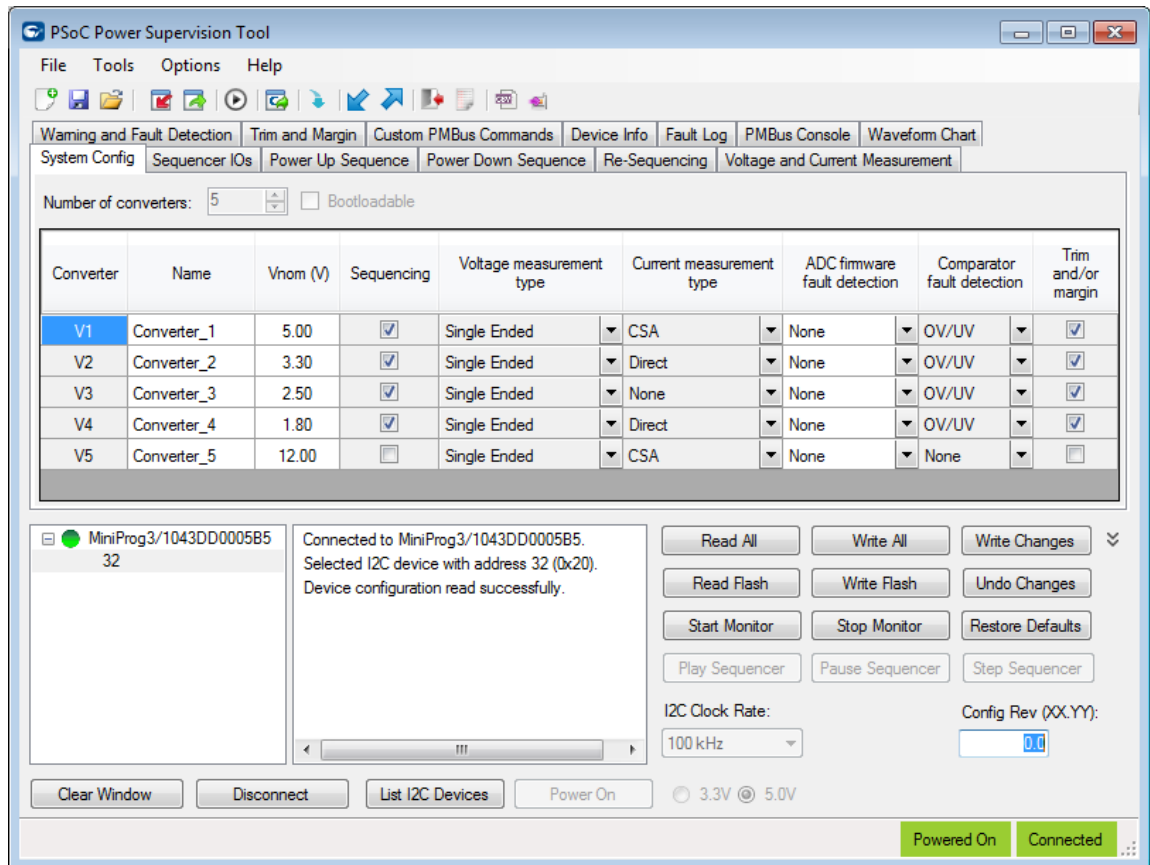 PSoC Power Supervision Tool
File Tools Options Help
Warning and Fault Detection Trim and Margin Custom PMBus Commands Device Info Fault Log PMBus Console Waveform Chart
System Config Sequencer IOs Power Up Sequence Power Down Sequence Re-Sequencing Voltage and Current Measurement
Number of converters: 5 Bootloadable
Converter Name Vnom (V) Sequencing Voltage measurement type Current measurement type ADC firmware fault detection Comparator fault detection Trim and/or margin
V1 Converter_1 5.00 Single Ended CSA None OV/UV
V2 Converter_2 3.30 Single Ended Direct None OV/UV
V3 Converter_3 2.50 Single Ended None None OV/UV
V4 Converter_4 1.80 Single Ended Direct None OV/UV
V5 Converter_5 12.00 Single Ended CSA None None
MiniProg3/1043DD0005B5
32
Connected to MiniProg3/1043DD0005B5.
Selected I2C device with address 32 (0x20).
Device configuration read successfully.
Read All Write All Write Changes
Read Flash Write Flash Undo Changes
Start Monitor Stop Monitor Restore Defaults
Play Sequencer Pause Sequencer Step Sequencer
I2C Clock Rate: Config Rev (XX.YY):
100 kHz 0.0
Clear Window Disconnect List I2C Devices Power On 3.3V 5.0V
Powered On Connected